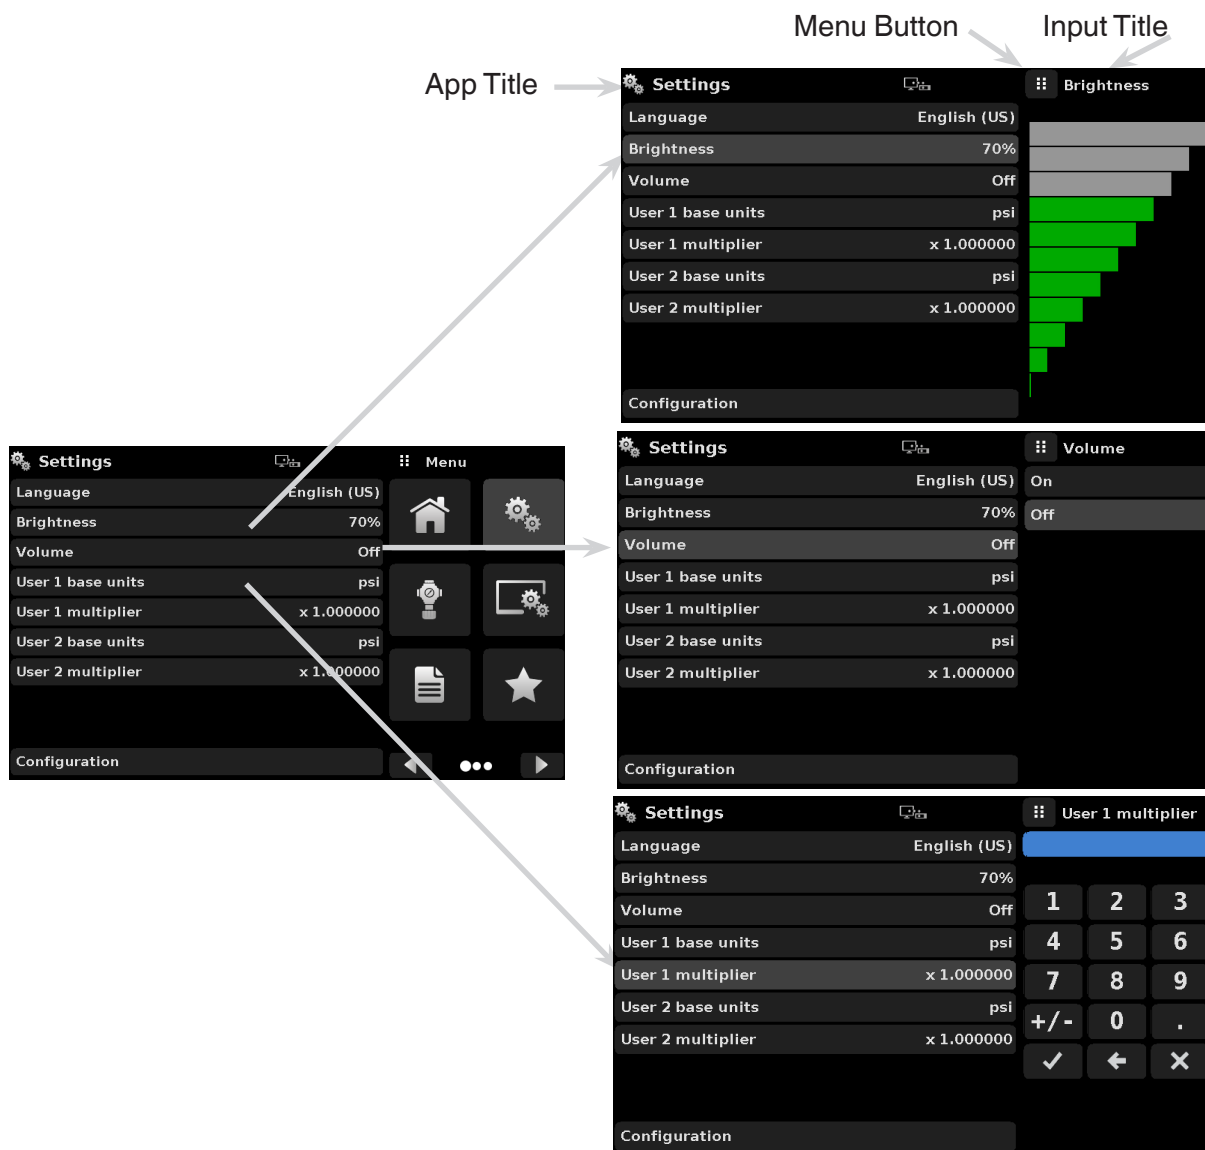 Menu Button
Input Title
App Title
Settings
Brightness
Language English (US)
Brightness 70%
Volume Off
User 1 base units psi
User 1 multiplier x 1.000000
User 2 base units psi
User 2 multiplier x 1.000000
Configuration
Settings
Menu
Language English (US)
Brightness 70%
Volume Off
User 1 base units psi
User 1 multiplier x 1.000000
User 2 base units psi
User 2 multiplier x 1.000000
Configuration
Settings
Volume
Language English (US)
On
Brightness 70%
Off
Volume Off
User 1 base units psi
User 1 multiplier x 1.000000
User 2 base units psi
User 2 multiplier x 1.000000
Configuration
Settings
User 1 multiplier
Language English (US)
Brightness 70%
Volume Off
User 1 base units psi
User 1 multiplier x 1.000000
User 2 base units psi
User 2 multiplier x 1.000000
Configuration
1 2 3
4 5 6
7 8 9
+/- 0 .